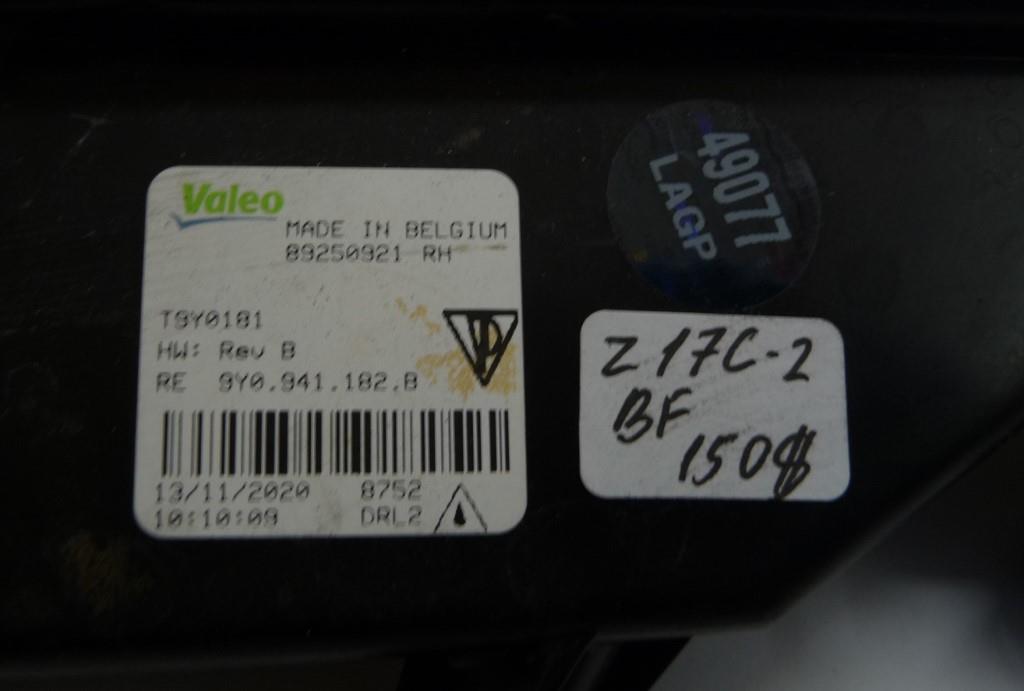 Valeo
MADE IN BELGIUM
89250921 RH
T9Y0181
HW: Rev B
RE 9Y0.941.182.B
13/11/2020 8752
10:10:09 DRL2
49077
LAGP
Z17C-2
BF
150$